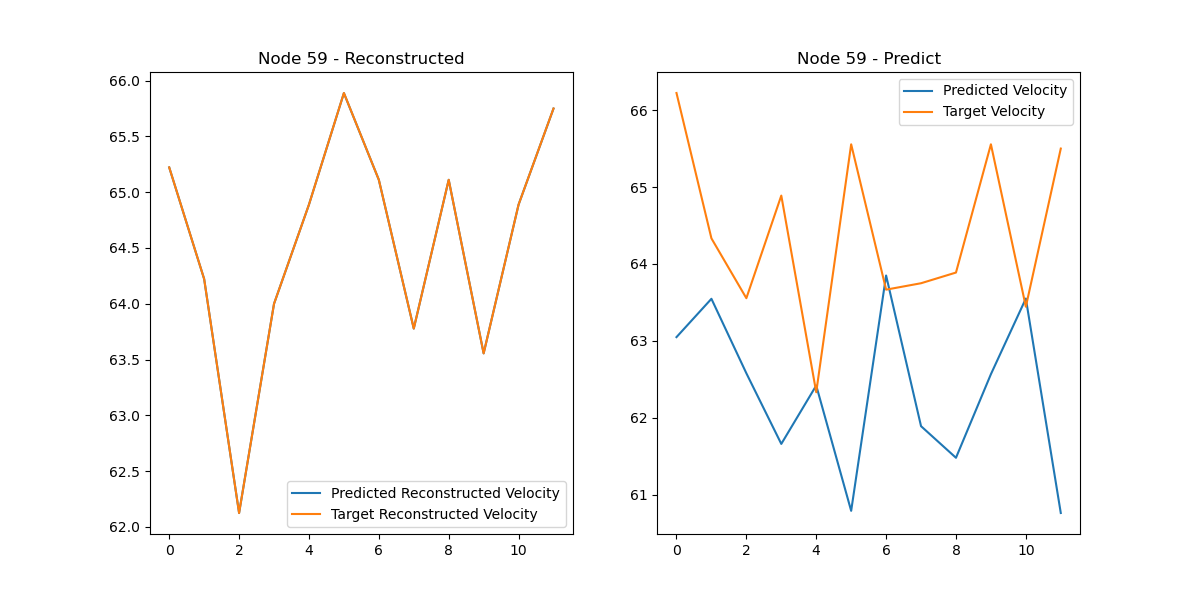 Node 59 - Reconstructed
66.0
65.5
65.0
64.5
64.0
63.5
63.0
62.5
62.0
Predicted Reconstructed Velocity
Target Reconstructed Velocity
0 2 4 6 8 10
Node 59 - Predict
Predicted Velocity
Target Velocity
66
65
64
63
62
61
0 2 4 6 8 10